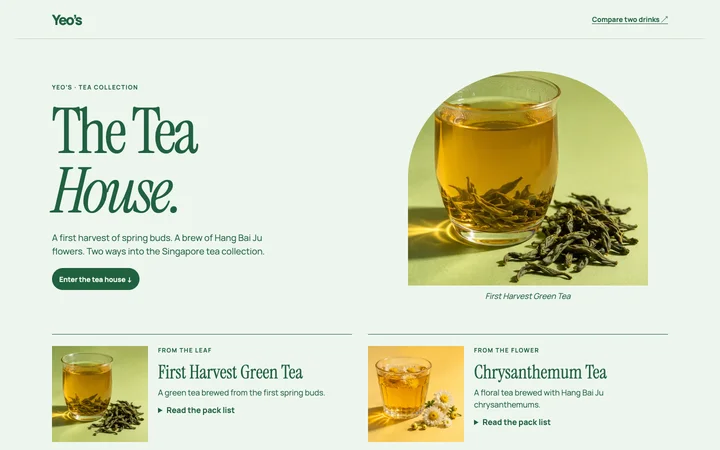 Yeo's
Compare two drinks ↗
YEO'S · TEA COLLECTION
The Tea
House.
A first harvest of spring buds. A brew of Hang Bai Ju
flowers. Two ways into the Singapore tea collection.
Enter the tea house ↓
First Harvest Green Tea
FROM THE LEAF
First Harvest Green Tea
A green tea brewed from the first spring buds.
▶ Read the pack list
FROM THE FLOWER
Chrysanthemum Tea
A floral tea brewed with Hang Bai Ju
chrysanthemums.
▶ Read the pack list